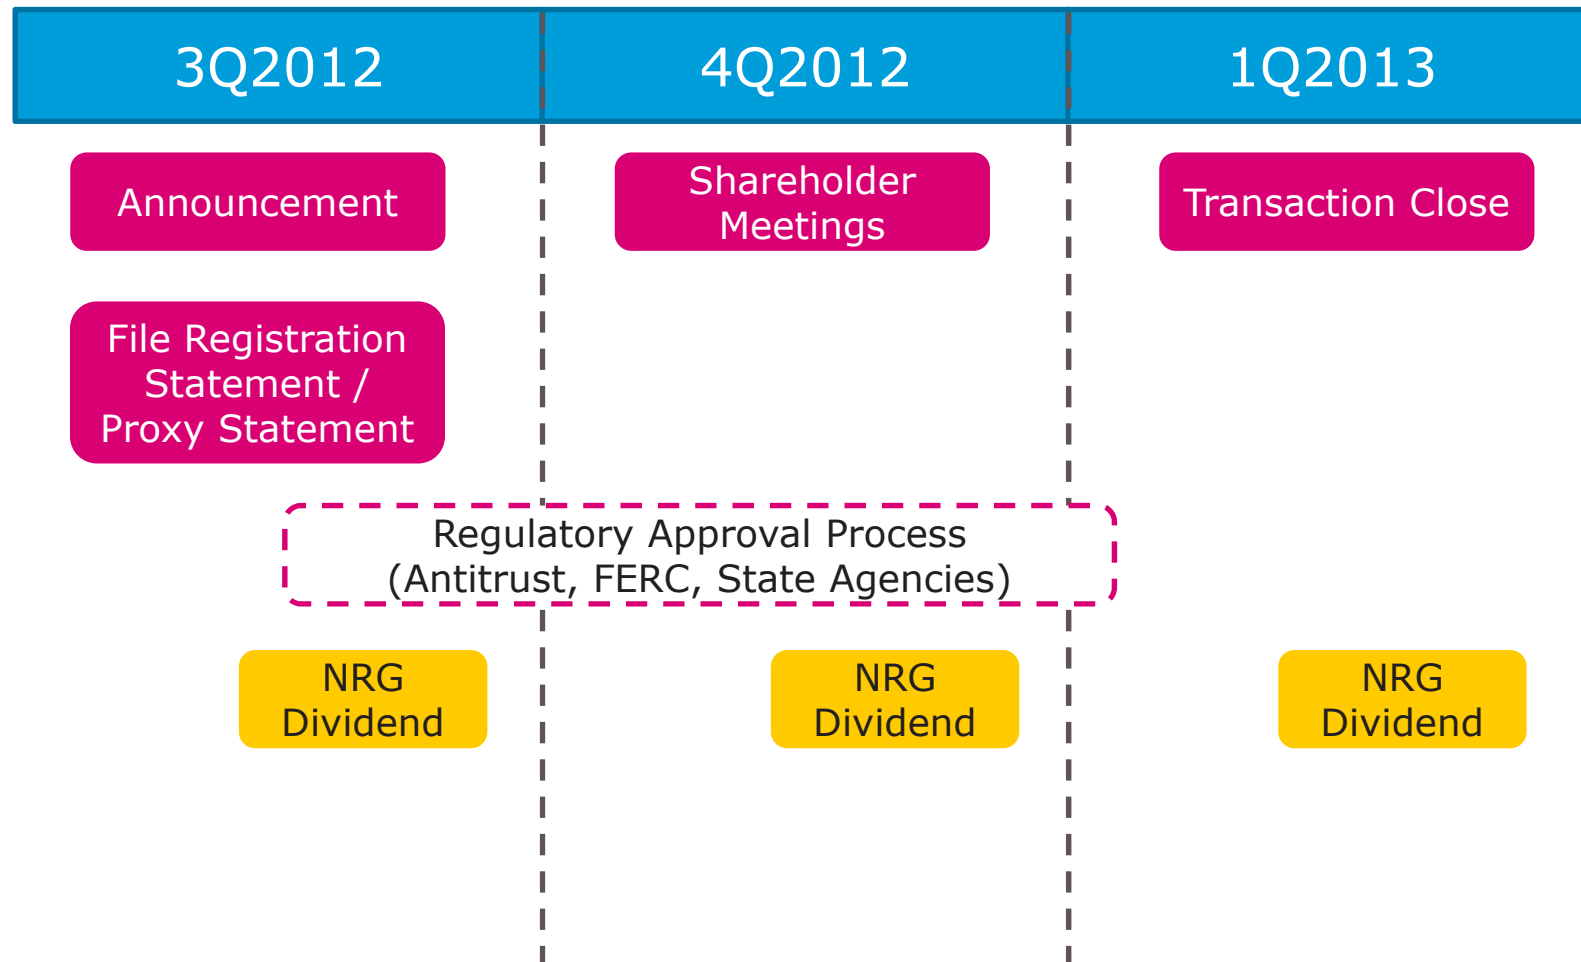 3Q2012
4Q2012
1Q2013
Announcement
Shareholder
Meetings
Transaction Close
File Registration
Statement /
Proxy Statement
Regulatory Approval Process
(Antitrust, FERC, State Agencies)
NRG
Dividend
NRG
Dividend
NRG
Dividend